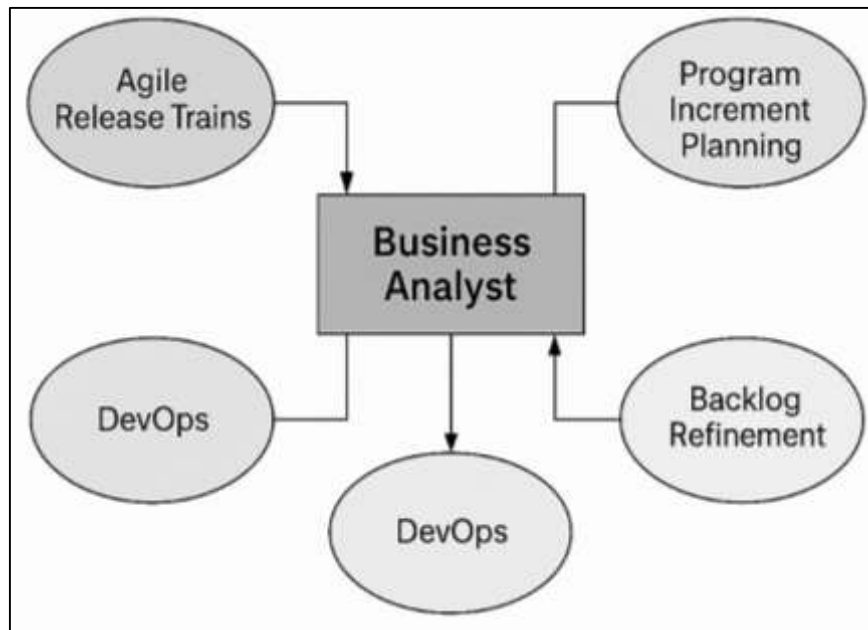 Agile
Release Trains
Program
Increment
Planning
Business
Analyst
DevOps
Backlog
Refinement
DevOps